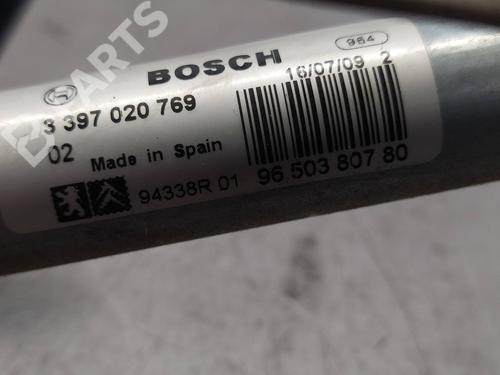 BOSCH
964
3 397 020 769
16/07/09 2
02 Made in Spain
94338R 01
96 503 807 80
B PARTS